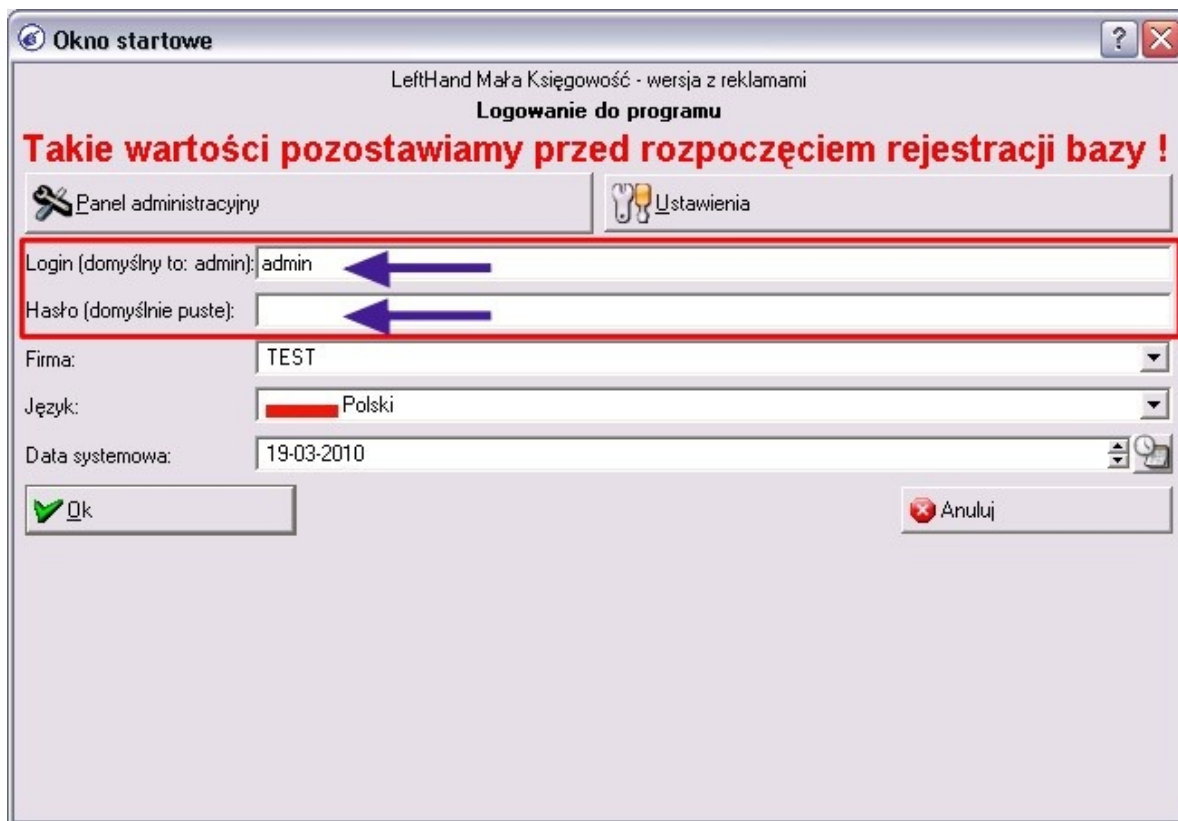 Okno startowe
LeftHand Mała Księgowość - wersja z reklamami
Logowanie do programu
Takie wartości pozostawiamy przed rozpoczęciem rejestracji bazy !
Panel administracyjny
Ustawienia
Login (domyślny to: admin): admin
Hasło (domyślnie puste):
Firma: TEST
Język: Polski
Data systemowa: 19-03-2010
Ok
Anuluj